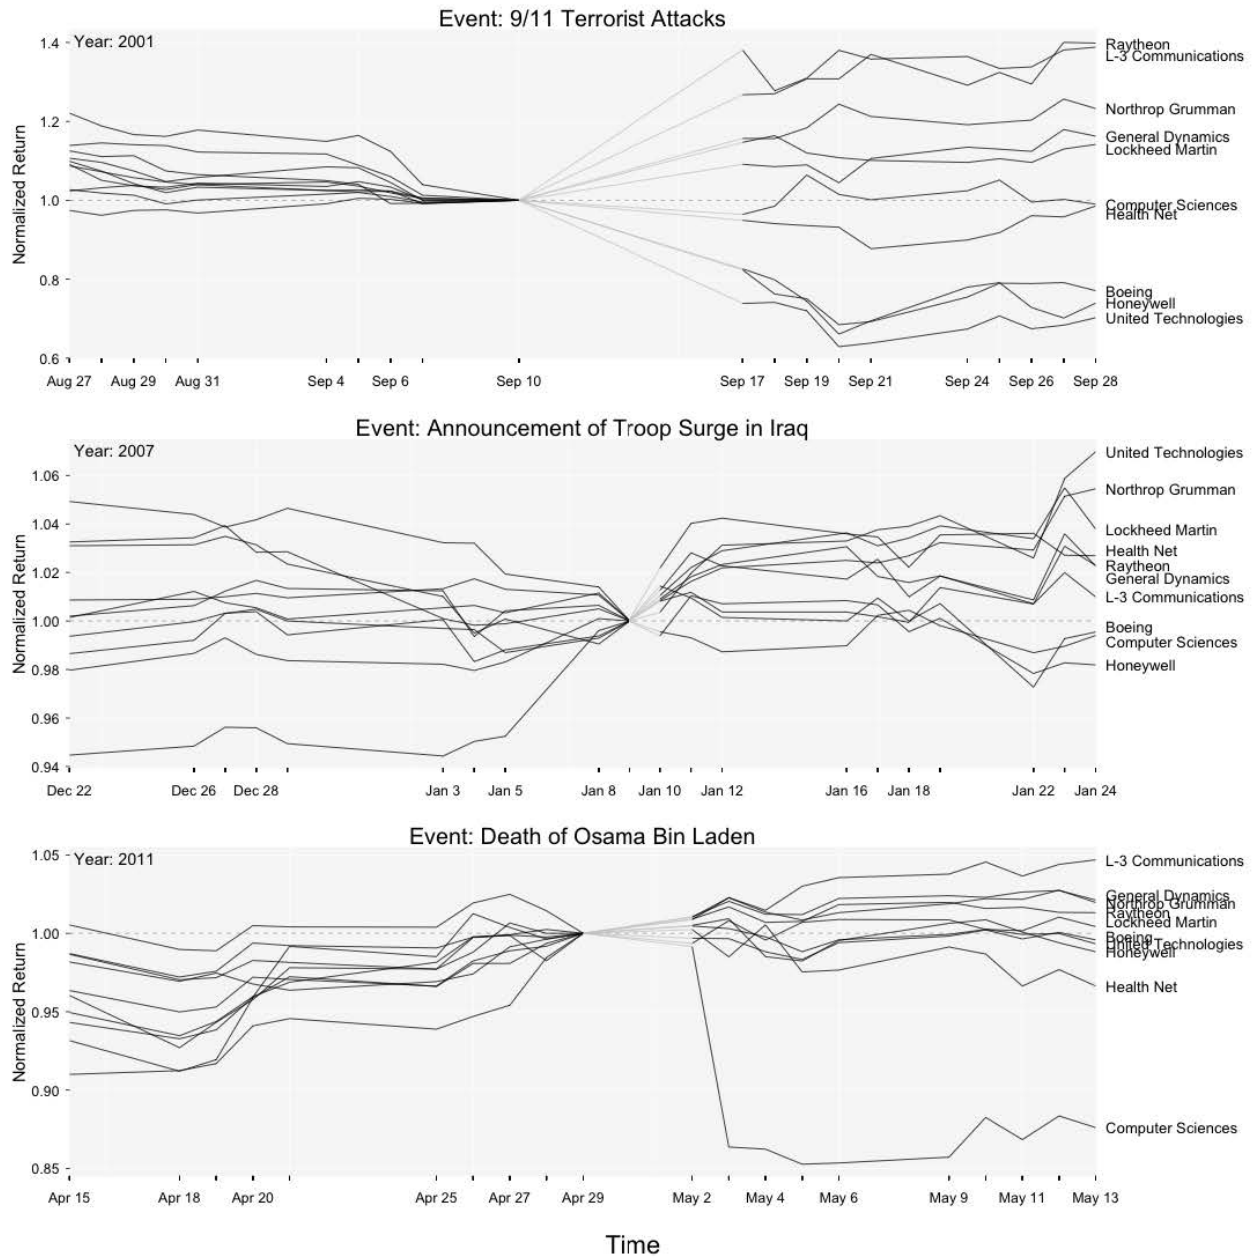 Event: 9/11 Terrorist Attacks
Year: 2001
Normalized Return
1.4
1.2
1.0
0.8
0.6
Raytheon
L-3 Communications
Northrop Grumman
General Dynamics
Lockheed Martin
Computer Sciences
Health Net
Boeing
Honeywell
United Technologies
Aug 27 Aug 29 Aug 31 Sep 4 Sep 6 Sep 10 Sep 17 Sep 19 Sep 21 Sep 24 Sep 26 Sep 28
Event: Announcement of Troop Surge in Iraq
Year: 2007
Normalized Return
1.06
1.04
1.02
1.00
0.98
0.96
0.94
United Technologies
Northrop Grumman
Lockheed Martin
Health Net
Raytheon
General Dynamics
L-3 Communications
Boeing
Computer Sciences
Honeywell
Dec 22 Dec 26 Dec 28 Jan 3 Jan 5 Jan 8 Jan 10 Jan 12 Jan 16 Jan 18 Jan 22 Jan 24
Event: Death of Osama Bin Laden
Year: 2011
Normalized Return
1.05
1.00
0.95
0.90
0.85
L-3 Communications
General Dynamics
Northrop Grumman
Raytheon
Lockheed Martin
Boeing
United Technologies
Honeywell
Health Net
Computer Sciences
Apr 15 Apr 18 Apr 20 Apr 25 Apr 27 Apr 29 May 2 May 4 May 6 May 9 May 11 May 13
Time